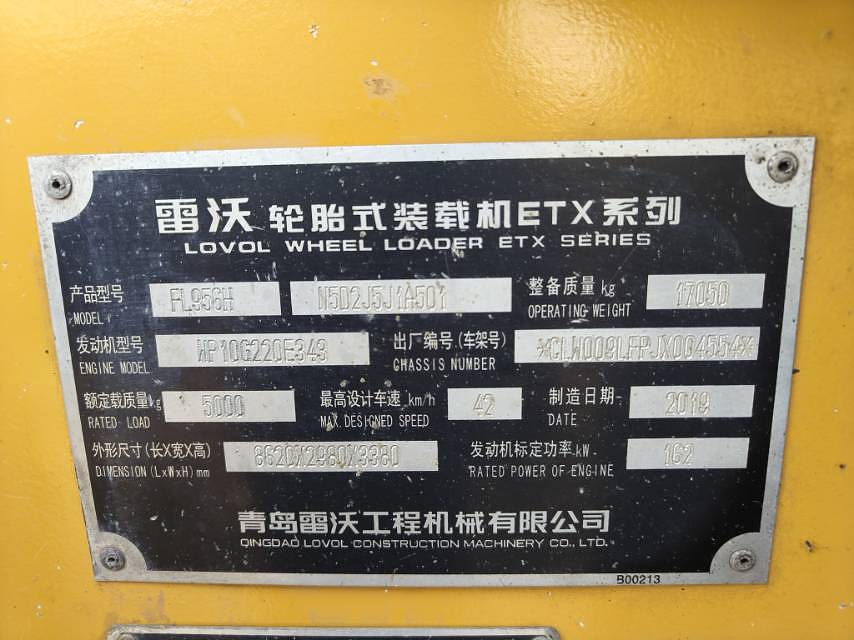 雷沃 轮胎式装载机ETX系列
LOVOL WHEEL LOADER ETX SERIES
产品型号 FL956H N5D2J5J1A501 整备质量 kg 17050
MODEL OPERATING WEIGHT
发动机型号 WP10G220E343 出厂编号(车架号) *CLW009LFPJX004554*
ENGINE MODEL CHASSIS NUMBER
额定载质量kg 5000 最高设计车速 km/h 42 制造日期 2019
RATED LOAD MAX.DESIGNED SPEED DATE
外形尺寸(长X宽X高) 8620X2980X3380 发动机标定功率 kW 162
DIMENSION (LxWxH) mm RATED POWER OF ENGINE
青岛雷沃工程机械有限公司
QINGDAO LOVOL CONSTRUCTION MACHINERY CO., LTD.
B00213